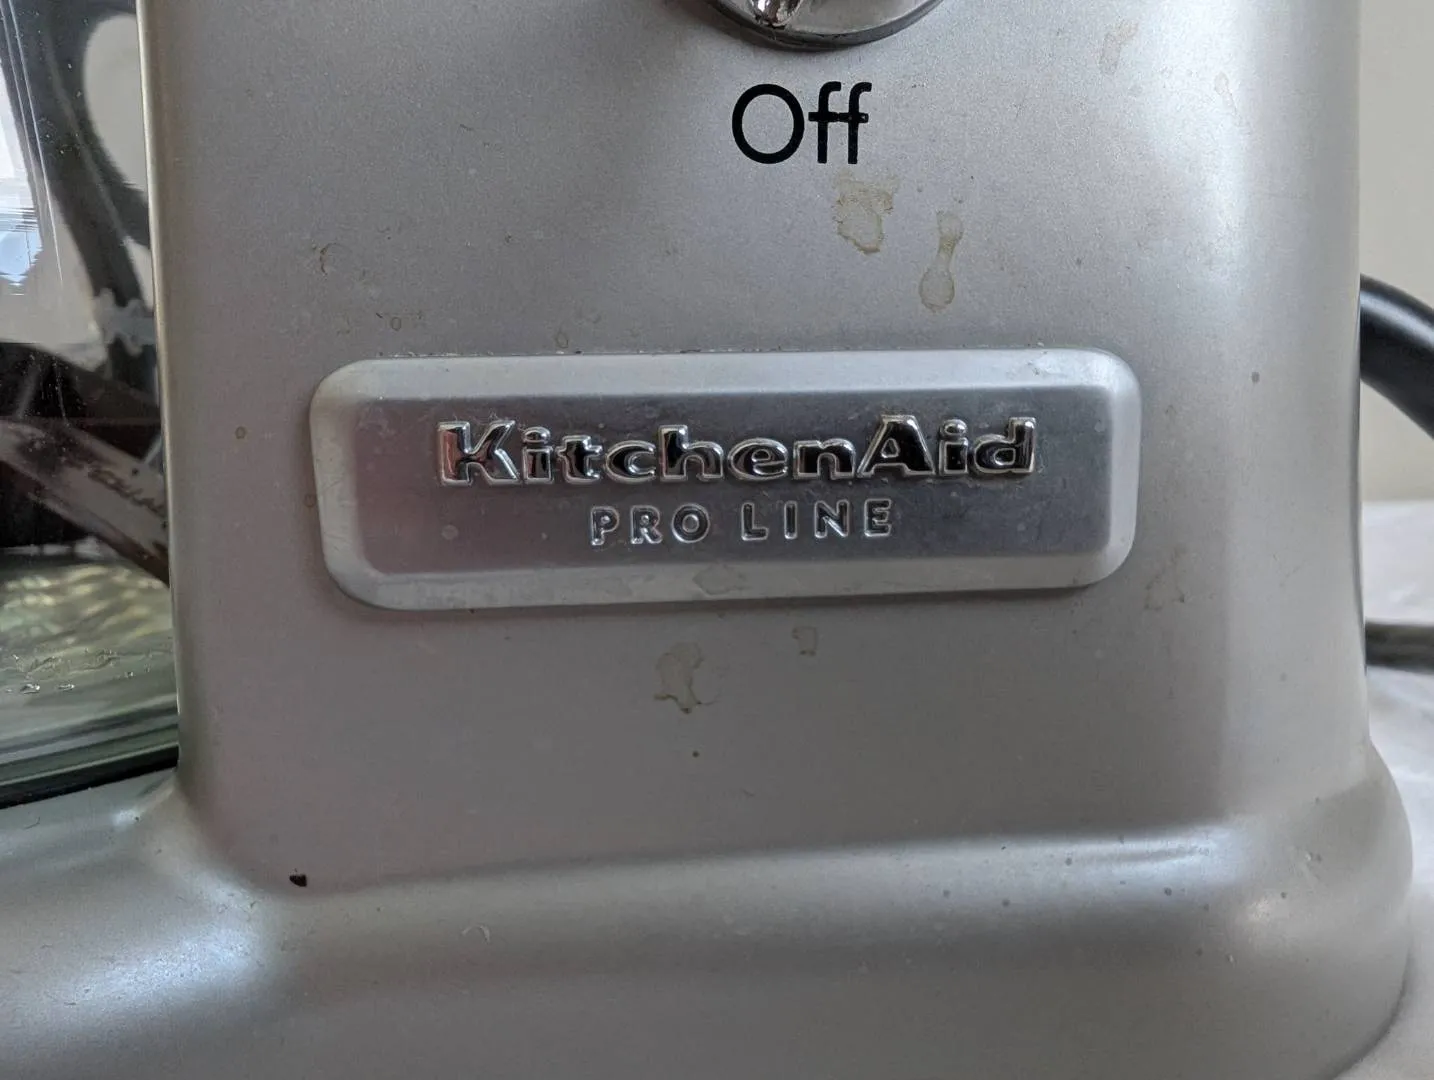 Off
KitchenAid
PRO LINE